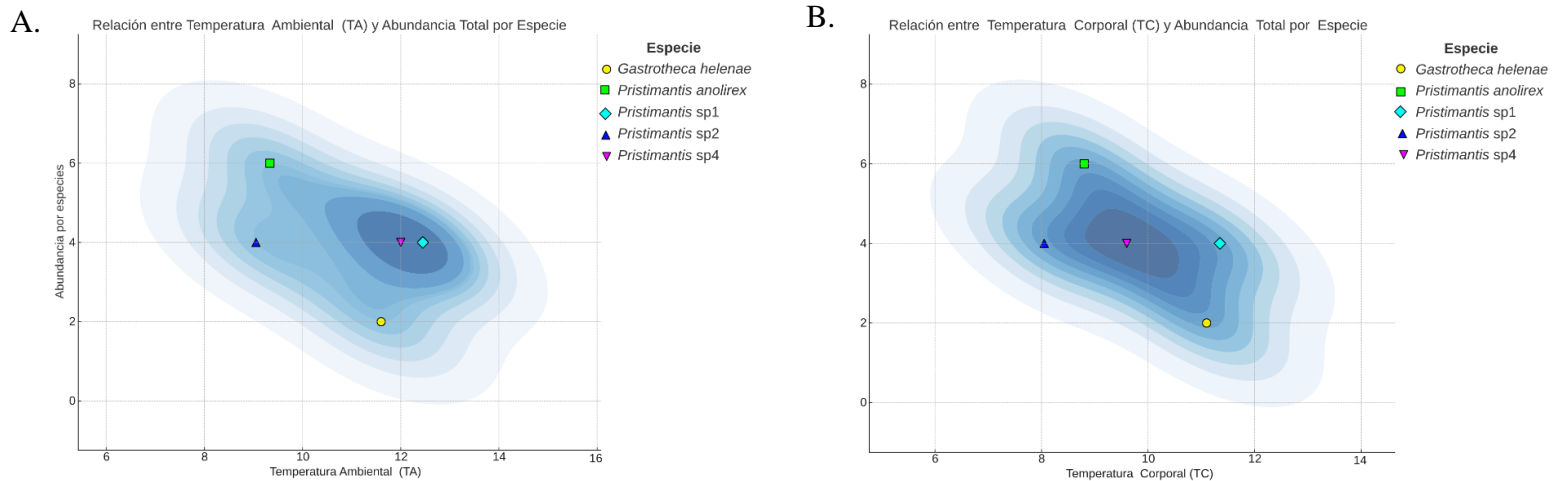 A.
Relación entre Temperatura Ambiental (TA) y Abundancia Total por Especie
Especie
Gastrotheca helenae
Pristimantis anolirex
Pristimantis sp1
Pristimantis sp2
Pristimantis sp4
Abundancia por especies
8
6
4
2
0
6 8 10 12 14 16
Temperatura Ambiental (TA)
B.
Relación entre Temperatura Corporal (TC) y Abundancia Total por Especie
Especie
Gastrotheca helenae
Pristimantis anolirex
Pristimantis sp1
Pristimantis sp2
Pristimantis sp4
8
6
4
2
0
6 8 10 12 14
Temperatura Corporal (TC)